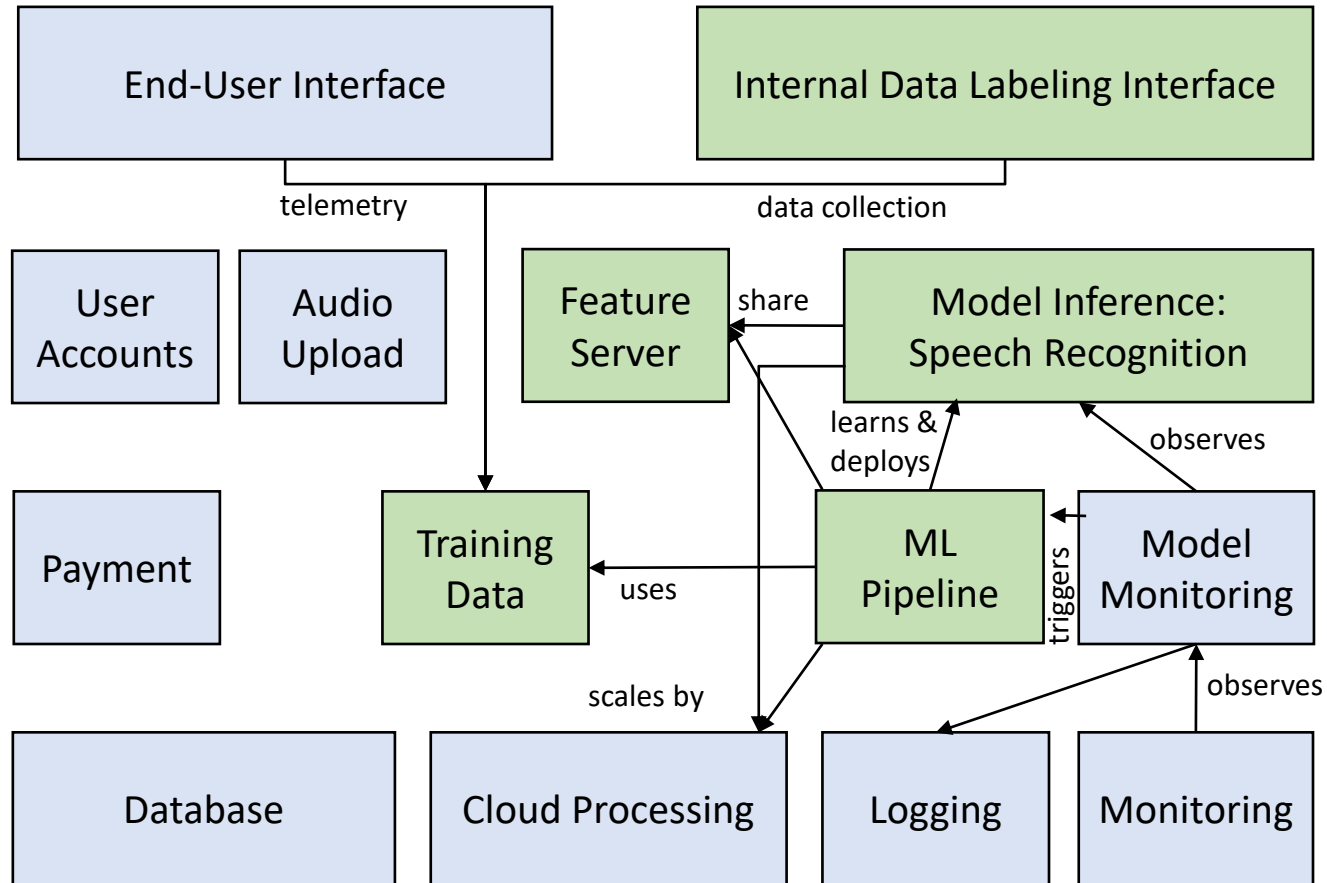 End-User Interface
Internal Data Labeling Interface
telemetry
data collection
User
Accounts
Audio
Upload
Feature
Server
share
Model Inference:
Speech Recognition
learns &
deploys
observes
Payment
Training
Data
uses
ML
Pipeline
triggers
Model
Monitoring
scales by
observes
Database
Cloud Processing
Logging
Monitoring